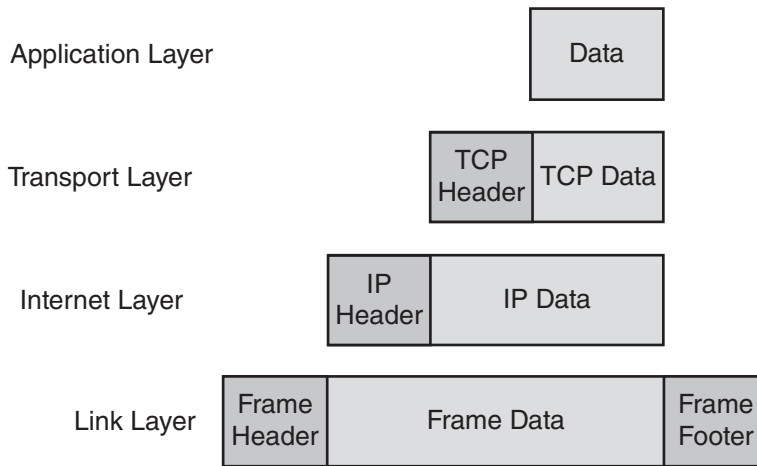 Application Layer
Data
Transport Layer
TCP
Header
TCP Data
Internet Layer
IP
Header
IP Data
Link Layer
Frame
Header
Frame Data
Frame
Footer